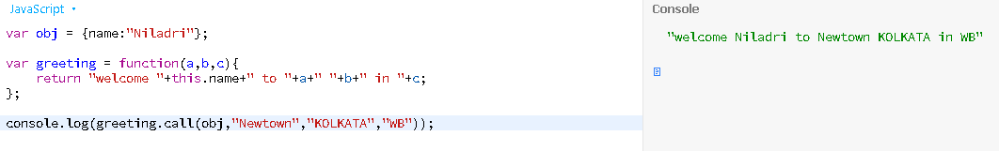 JavaScript
Console
var obj = {name:"Niladri"};
"welcome Niladri to Newtown KOLKATA in WB"
var greeting = function(a,b,c){
    return "welcome "+this.name+" to "+a+" "+b+" in "+c;
};
console.log(greeting.call(obj,"Newtown","KOLKATA","WB"));